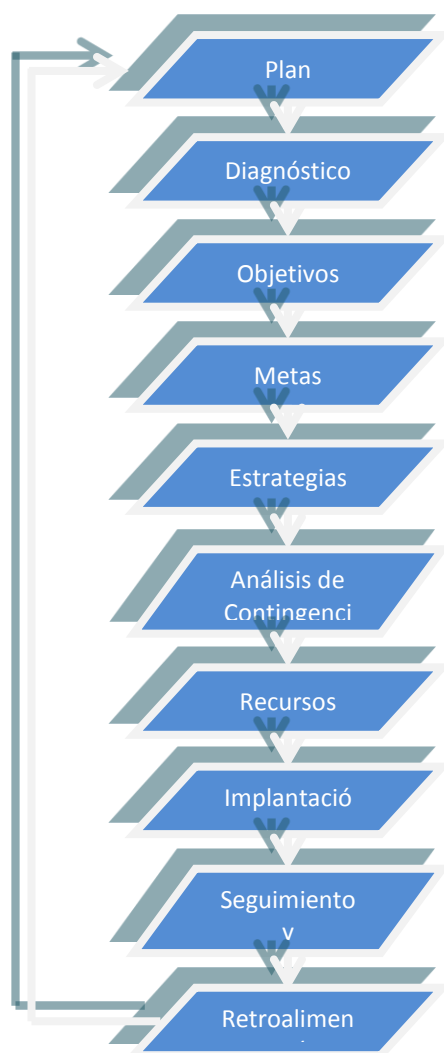 Plan
Diagnóstico
Objetivos
Metas
Estrategias
Análisis de
Contingenci
Recursos
Implantació
Seguimiento
Retroalimen